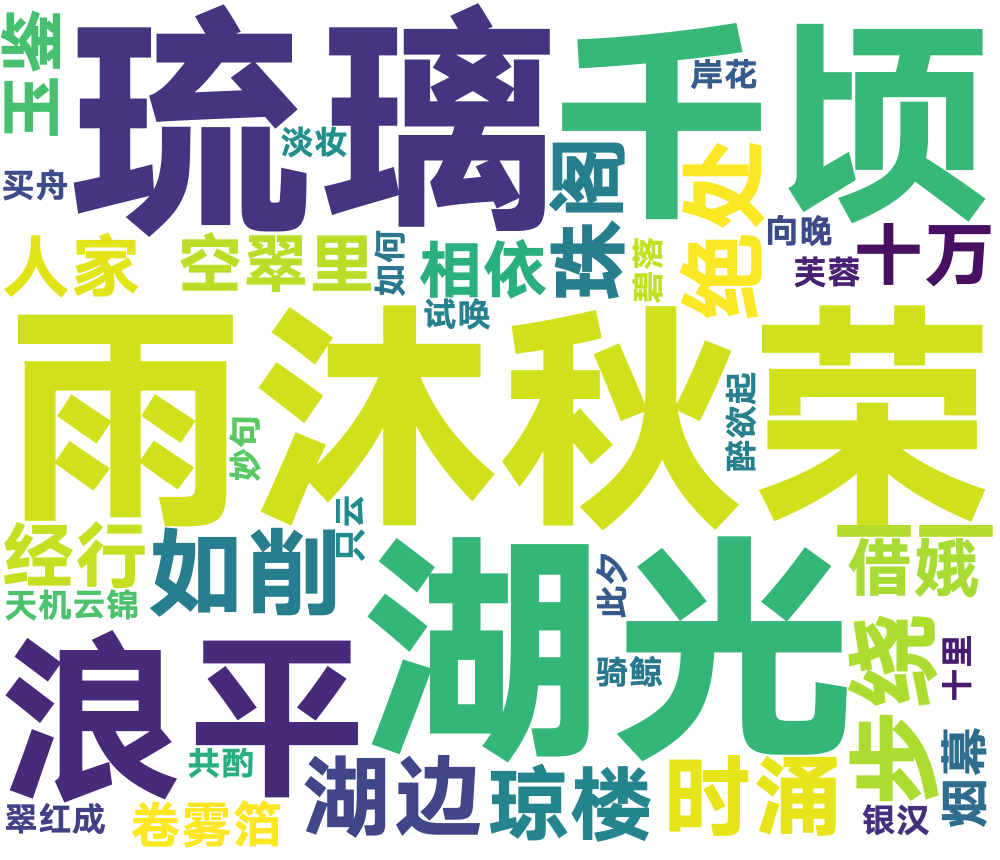 玉鉴
琉璃
千顷
岸花
淡妆
买舟
珠阁
绝处
向晚
十万
人家
空翠里
如何
相依
碧落
芙蓉
试唤
雨沐秋荣
妙句
醉欲起
只云
经行
如削
湖光
此夕
借娥
一
天机云锦
浪平
骑鲸
步绕
十里
共酌
湖边
琼楼
时涌
烟幕
翠红成
卷雾箔
银汉